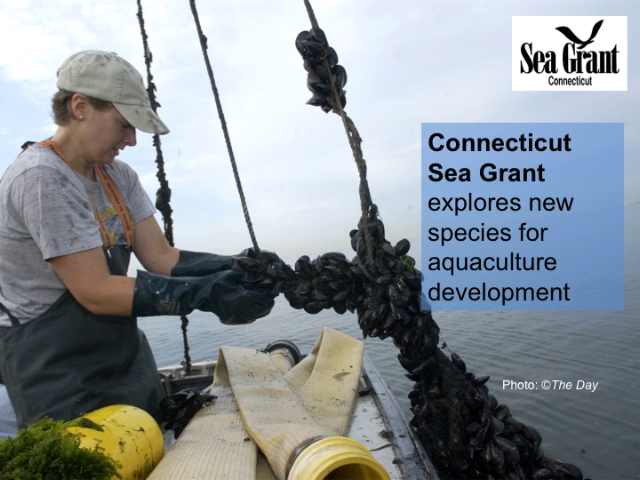 Sea Grant
Connecticut
Connecticut
Sea Grant
explores new
species for
aquaculture
development
Photo: ©The Day